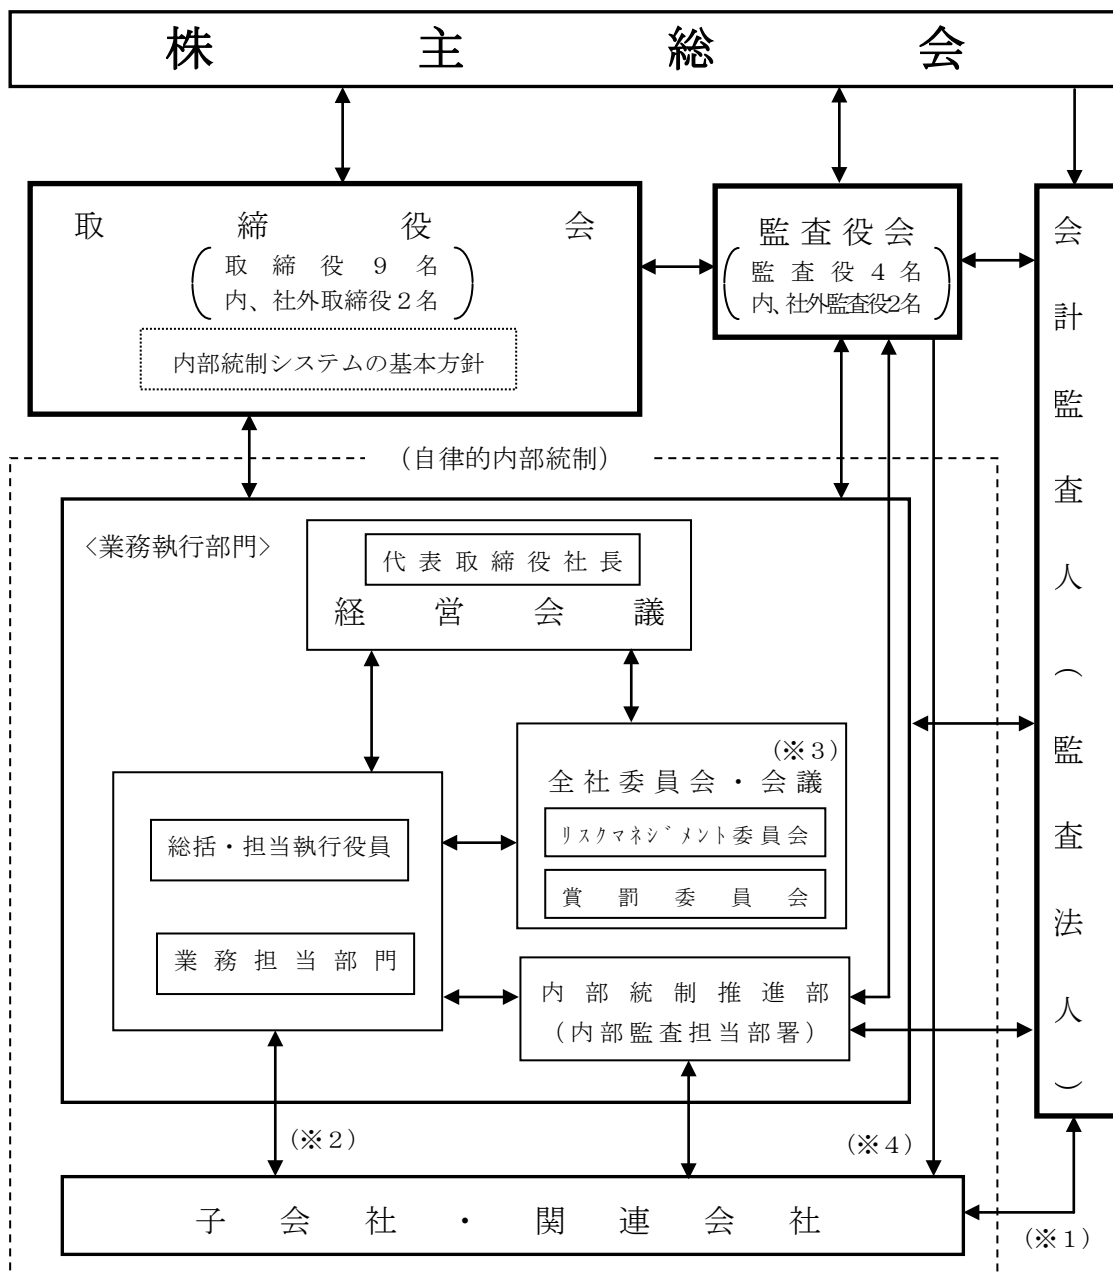 株主総会
取締役会
取締役9名
内、社外取締役2名
内部統制システムの基本方針
監査役会
監査役4名
内、社外監査役2名
会計監査人(監査法人)
(自律的内部統制)
<業務執行部門>
代表取締役社長
経営会議
(※3)
全社委員会・会議
リスクマネジメント委員会
賞罰委員会
総括・担当執行役員
業務担当部門
内部統制推進部
(内部監査担当部署)
(※2)
(※4)
子会社・関連会社
(※1)